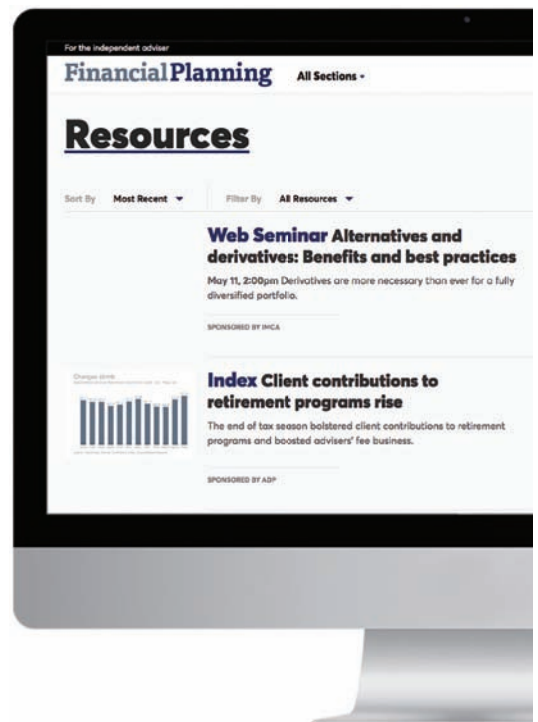 For the independent adviser
FinancialPlanning All Sections
Resources
Sort By Most Recent Filter By All Resources
Web Seminar Alternatives and
derivatives: Benefits and best practices
May 11, 2:00pm Derivatives are more necessary than ever for a fully
diversified portfolio.
SPONSORED BY IMCA
Index Client contributions to
retirement programs rise
The end of tax season bolstered client contributions to retirement
programs and boosted advisers' fee business.
SPONSORED BY ADP